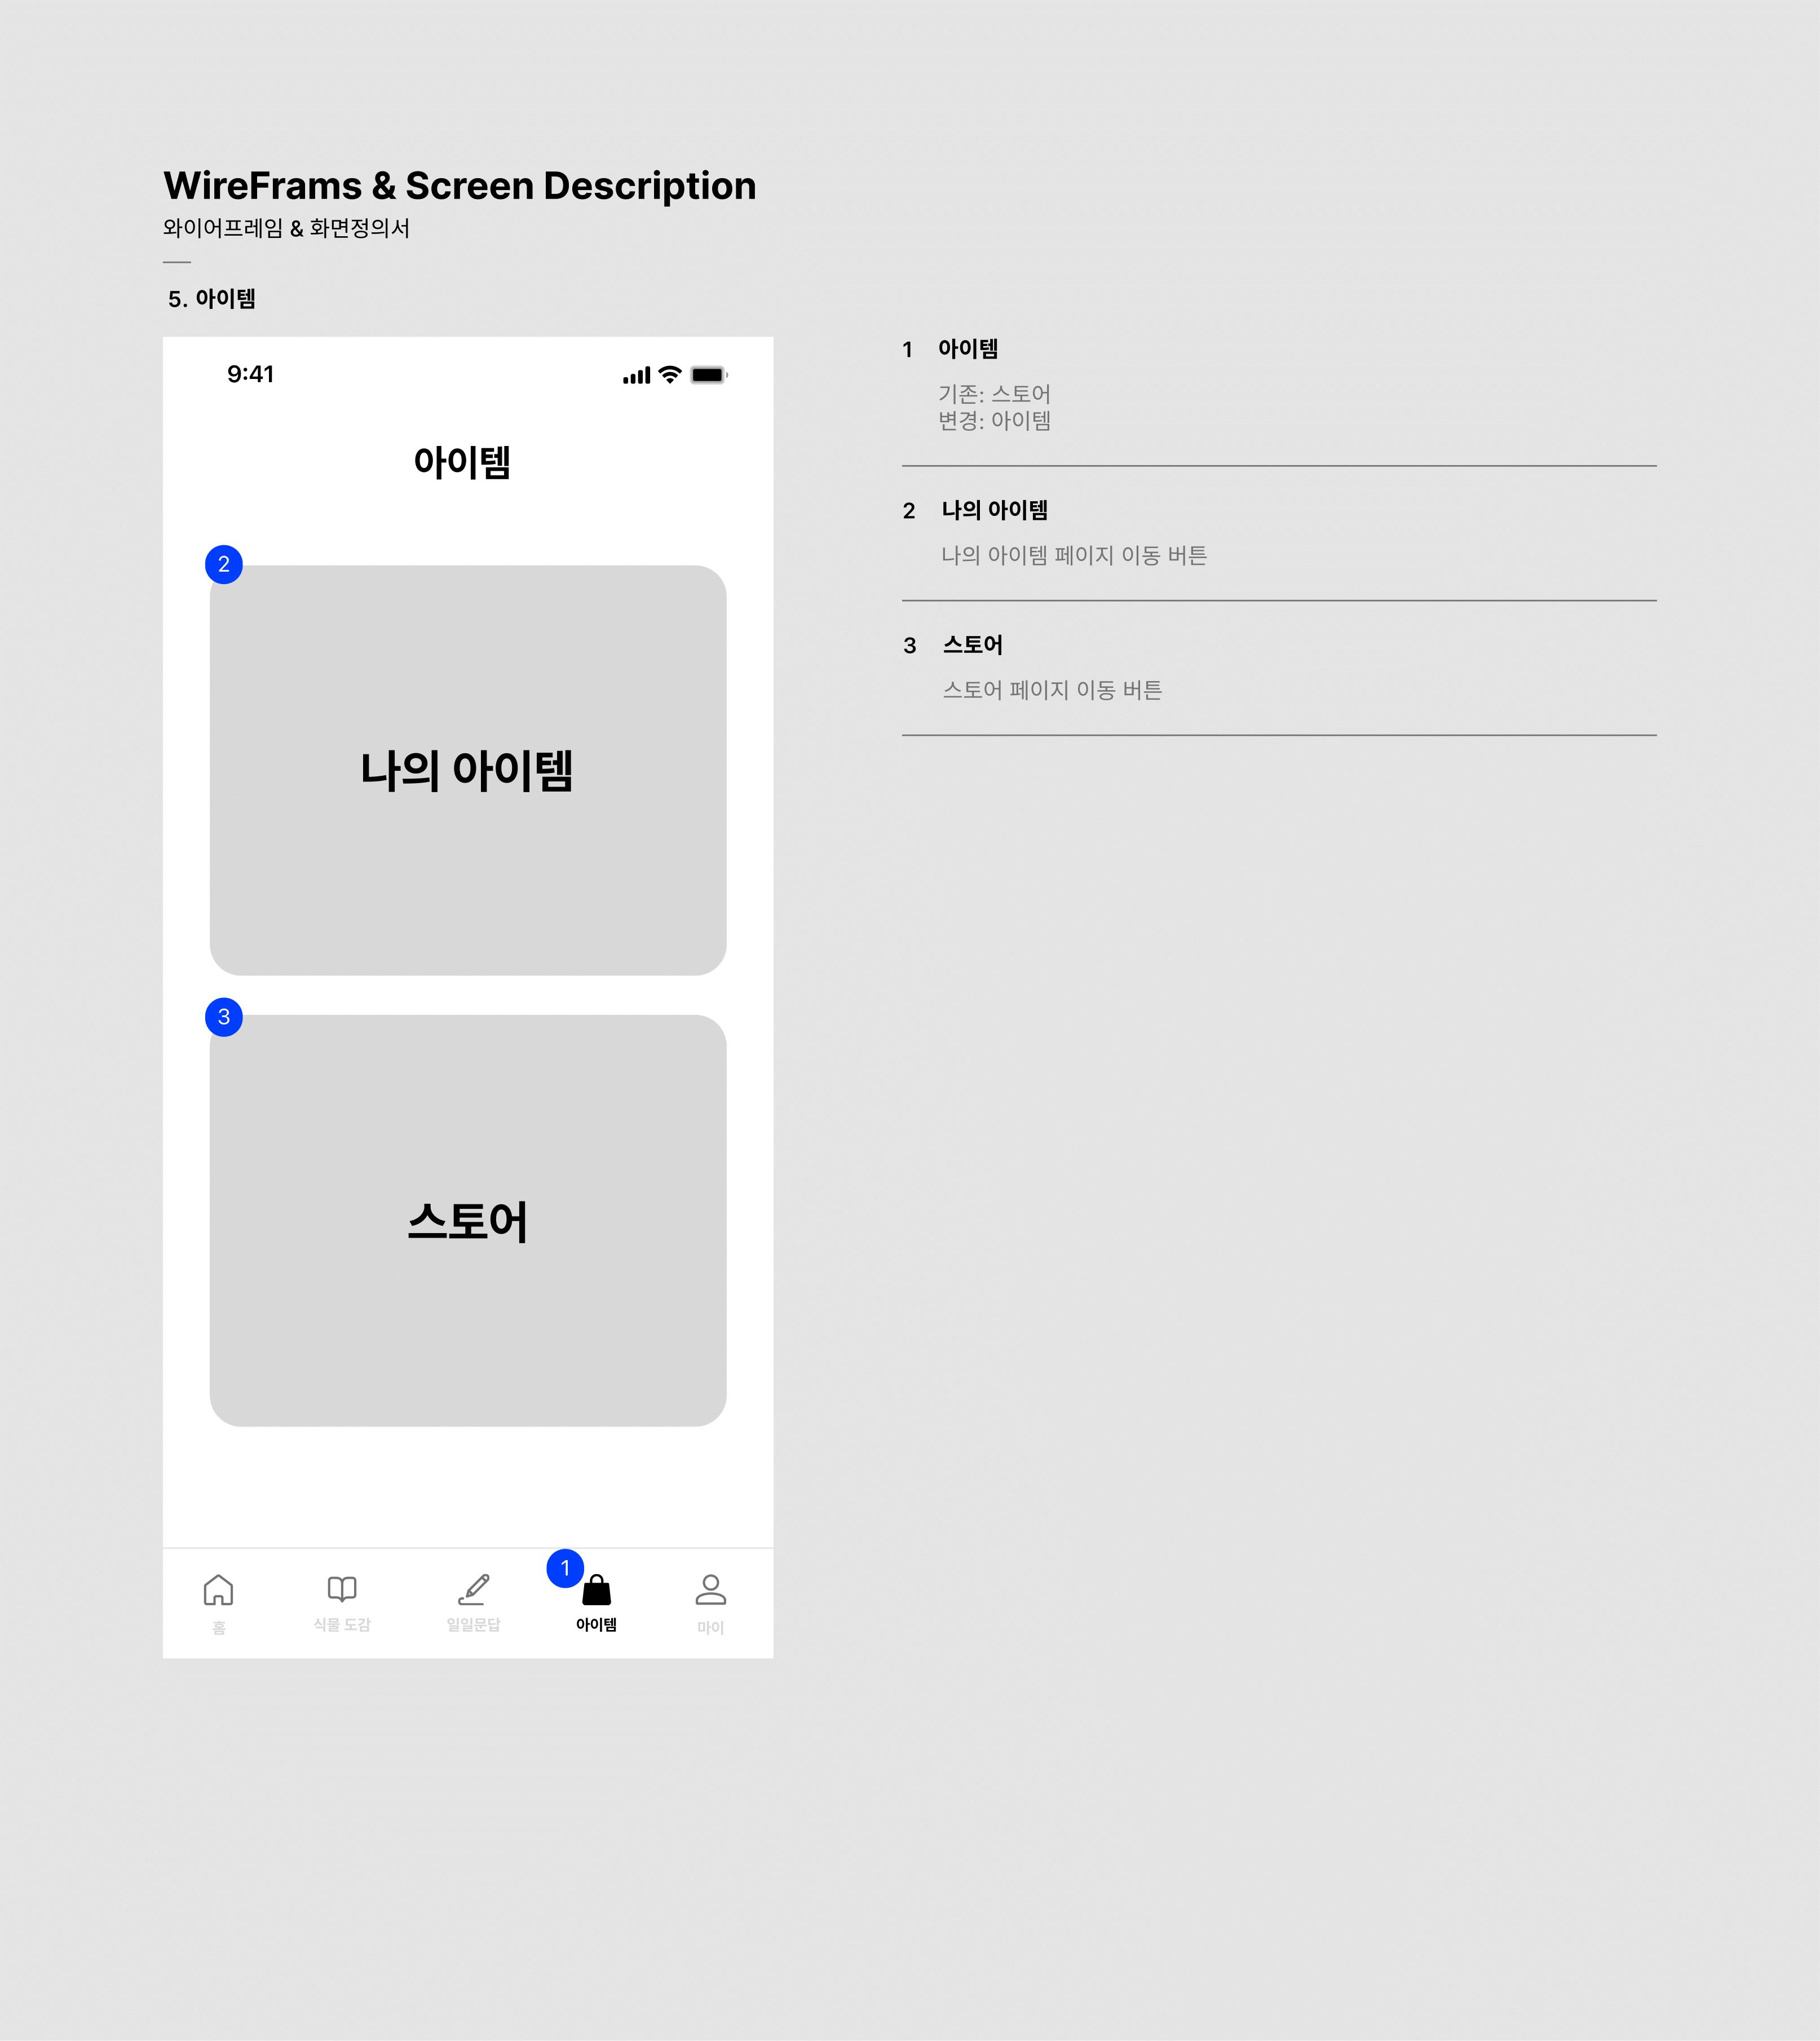 WireFrams & Screen Description
와이어프레임 & 화면정의서
5. 아이템
9:41
아이템
2
나의 아이템
3
스토어
1
홈
식물 도감
일일문답
아이템
마이
1 아이템
기존: 스토어
변경: 아이템
2 나의 아이템
나의 아이템 페이지 이동 버튼
3 스토어
스토어 페이지 이동 버튼